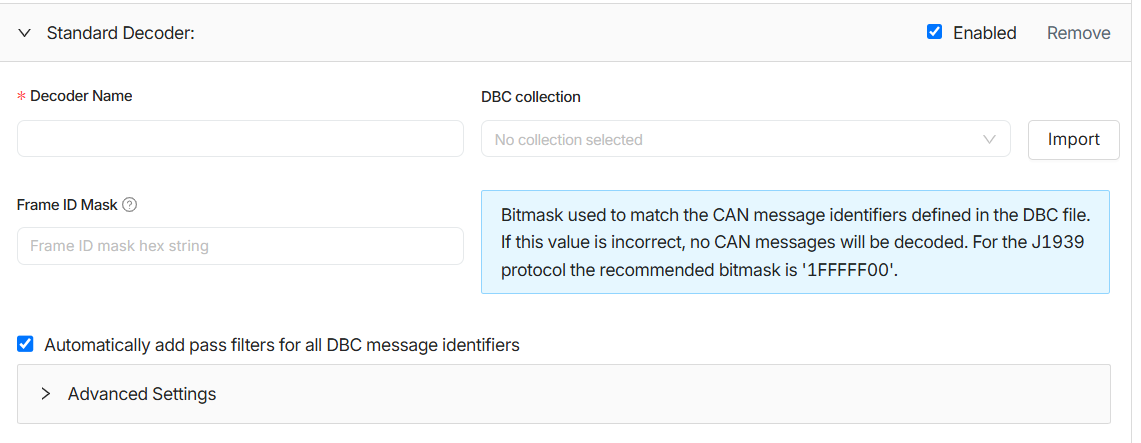 Standard Decoder:
Enabled
Remove
* Decoder Name
DBC collection
No collection selected
Import
Frame ID Mask
Frame ID mask hex string
Bitmask used to match the CAN message identifiers defined in the DBC file.
If this value is incorrect, no CAN messages will be decoded. For the J1939
protocol the recommended bitmask is '1FFFFF00'.
Automatically add pass filters for all DBC message identifiers
Advanced Settings